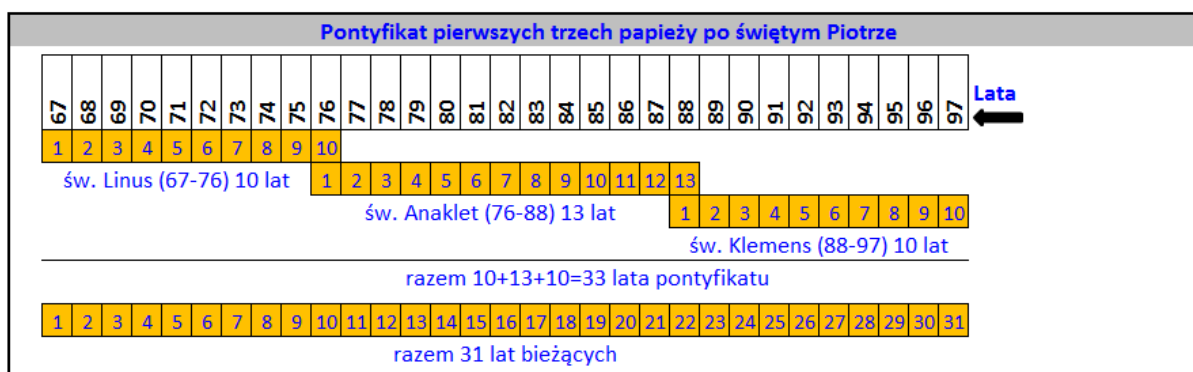 Pontyfikat pierwszych trzech papieży po świętym Piotrze
67 68 69 70 71 72 73 74 75 76 77 78 79 80 81 82 83 84 85 86 87 88 89 90 91 92 93 94 95 96 97 Lata
1 2 3 4 5 6 7 8 9 10
św. Linus (67-76) 10 lat 1 2 3 4 5 6 7 8 9 10 11 12 13
św. Anaklet (76-88) 13 lat 1 2 3 4 5 6 7 8 9 10
św. Klemens (88-97) 10 lat
razem 10+13+10=33 lata pontyfikatu
1 2 3 4 5 6 7 8 9 10 11 12 13 14 15 16 17 18 19 20 21 22 23 24 25 26 27 28 29 30 31
razem 31 lat bieżących